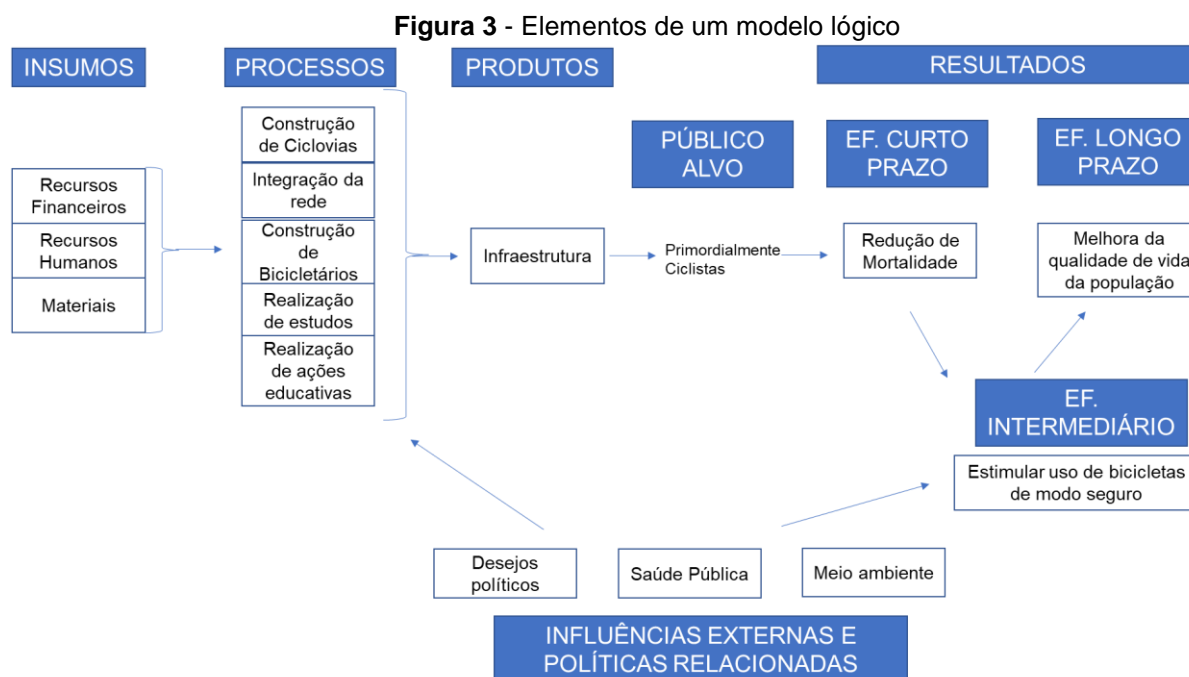 Figura 3 - Elementos de um modelo lógico
INSUMOS
PROCESSOS
PRODUTOS
RESULTADOS
PÚBLICO
ALVO
EF. CURTO
PRAZO
EF. LONGO
PRAZO
Recursos
Financeiros
Recursos
Humanos
Materiais
Construção
de Ciclovias
Integração da
rede
Construção
de
Bicicletários
Realização
de estudos
Realização
de ações
educativas
Infraestrutura
Primordialmente
Ciclistas
Redução de
Mortalidade
Melhora da
qualidade de vida
da população
EF.
INTERMEDIÁRIO
Estimular uso de bicicletas
de modo seguro
Desejos
políticos
Saúde Pública
Meio ambiente
INFLUÊNCIAS EXTERNAS E
POLÍTICAS RELACIONADAS